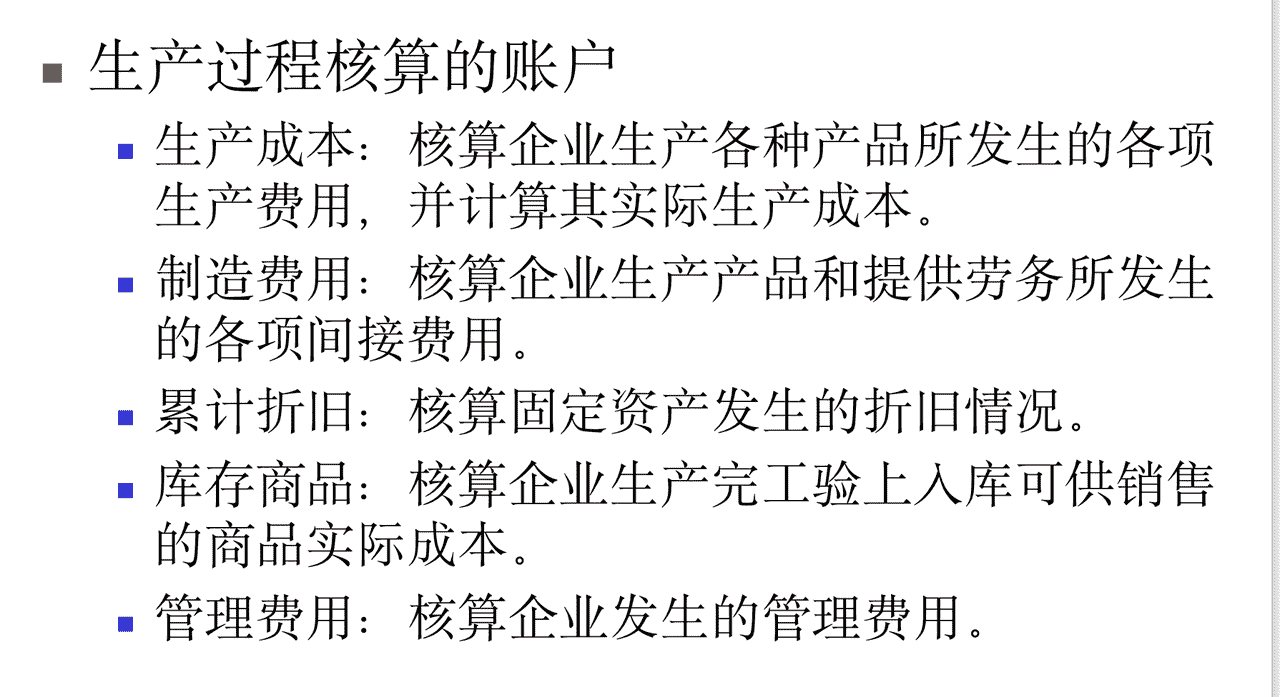 生产过程核算的账户
生产成本：核算企业生产各种产品所发生的各项
生产费用，并计算其实际生产成本。
制造费用：核算企业生产产品和提供劳务所发生
的各项间接费用。
累计折旧：核算固定资产发生的折旧情况。
库存商品：核算企业生产完工验上入库可供销售
的商品实际成本。
管理费用：核算企业发生的管理费用。